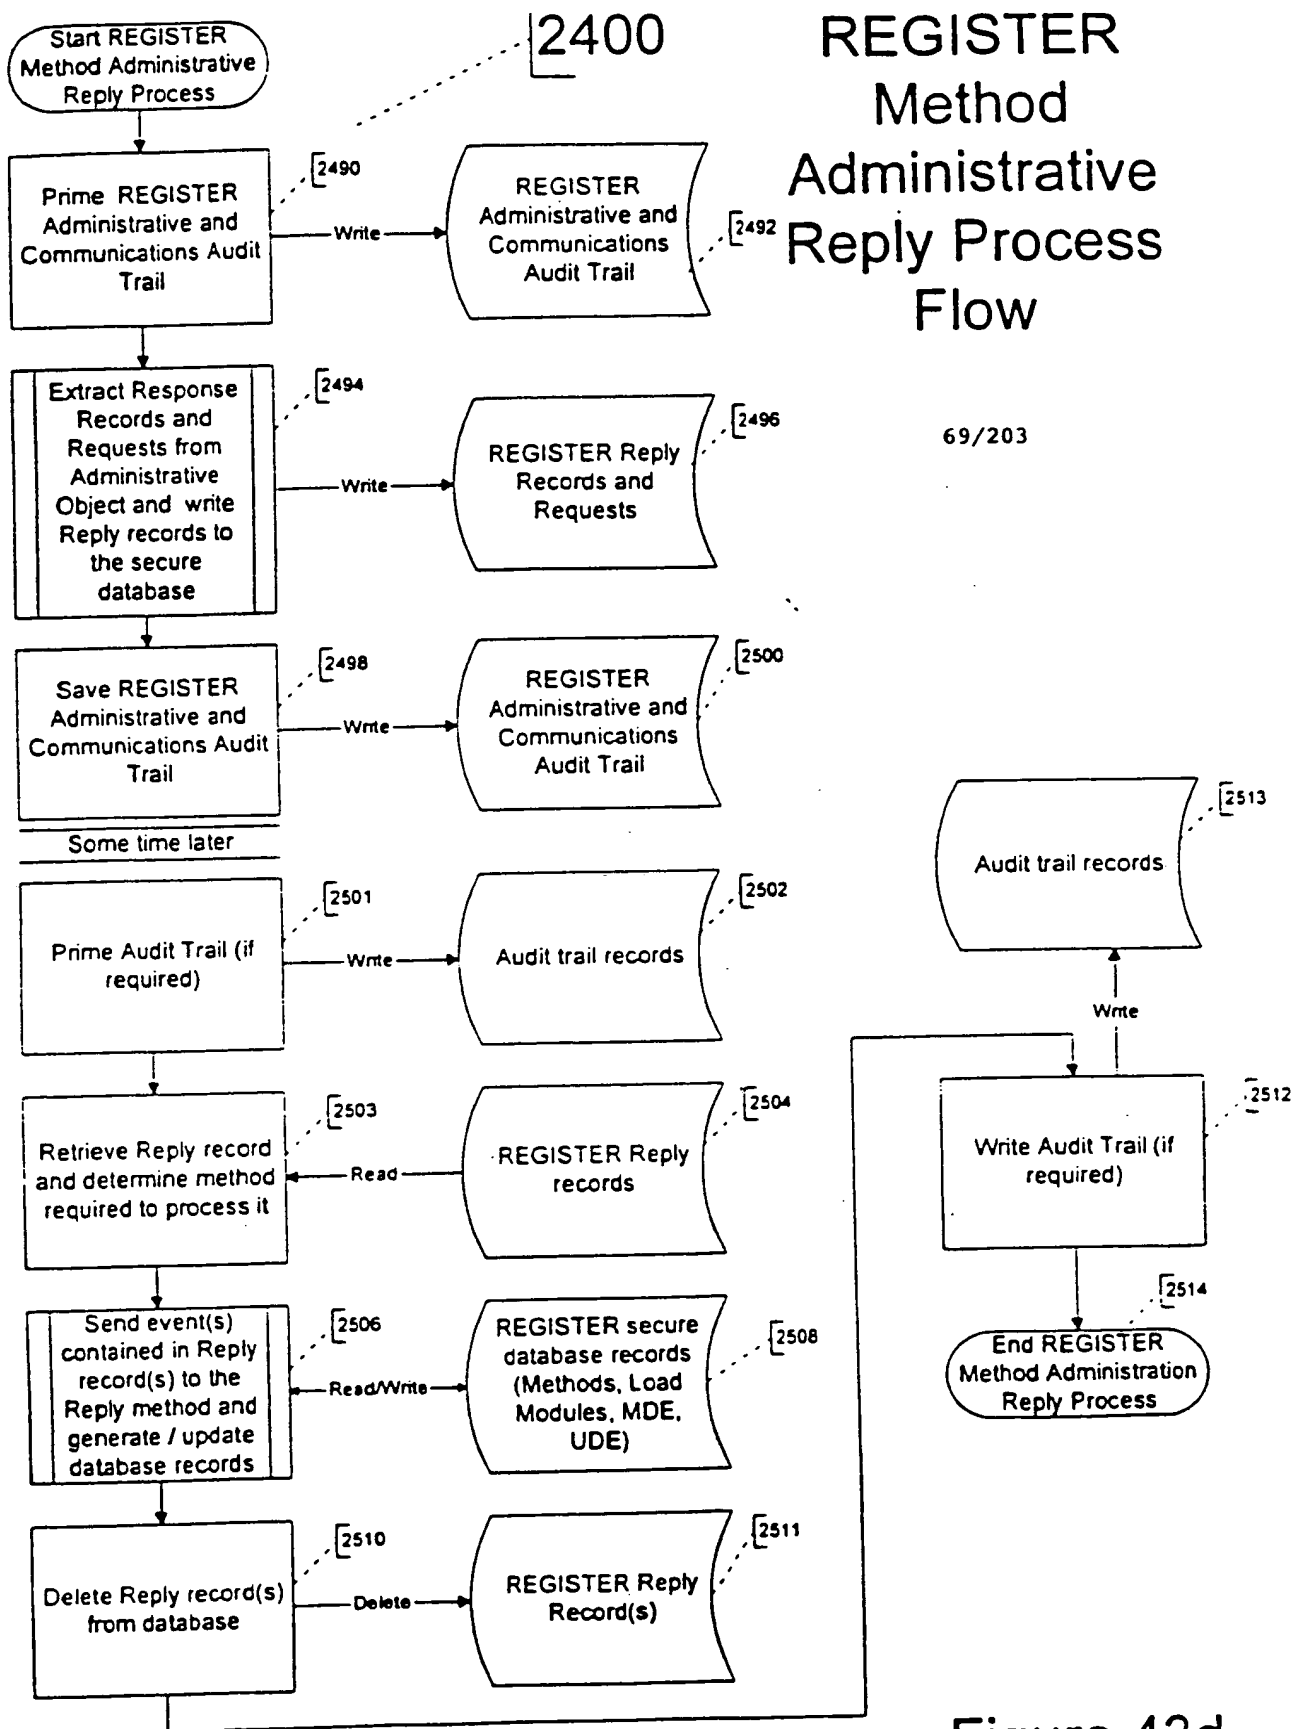 Start REGISTER
Method Administrative
Reply Process
2400
REGISTER
Method
Administrative
Reply Process
Flow
69/203
Prime REGISTER
Administrative and
Communications Audit
Trail
2490
Write
REGISTER
Administrative and
Communications
Audit Trail
2492
Extract Response
Records and
Requests from
Administrative
Object and write
Reply records to
the secure
database
2494
Write
REGISTER Reply
Records and
Requests
2496
Save REGISTER
Administrative and
Communications Audit
Trail
2498
Write
REGISTER
Administrative and
Communications
Audit Trail
2500
Some time later
Prime Audit Trail (if
required)
2501
Write
Audit trail records
2502
Retrieve Reply record
and determine method
required to process it
2503
Read
REGISTER Reply
records
2504
Send event(s)
contained in Reply
record(s) to the
Reply method and
generate / update
database records
2506
Read/Write
REGISTER secure
database records
(Methods, Load
Modules, MDE,
UDE)
2508
Delete Reply record(s)
from database
2510
Delete
REGISTER Reply
Record(s)
2511
Audit trail records
2513
Write
Write Audit Trail (if
required)
2512
2514
End REGISTER
Method Administration
Reply Process
Figure 43d